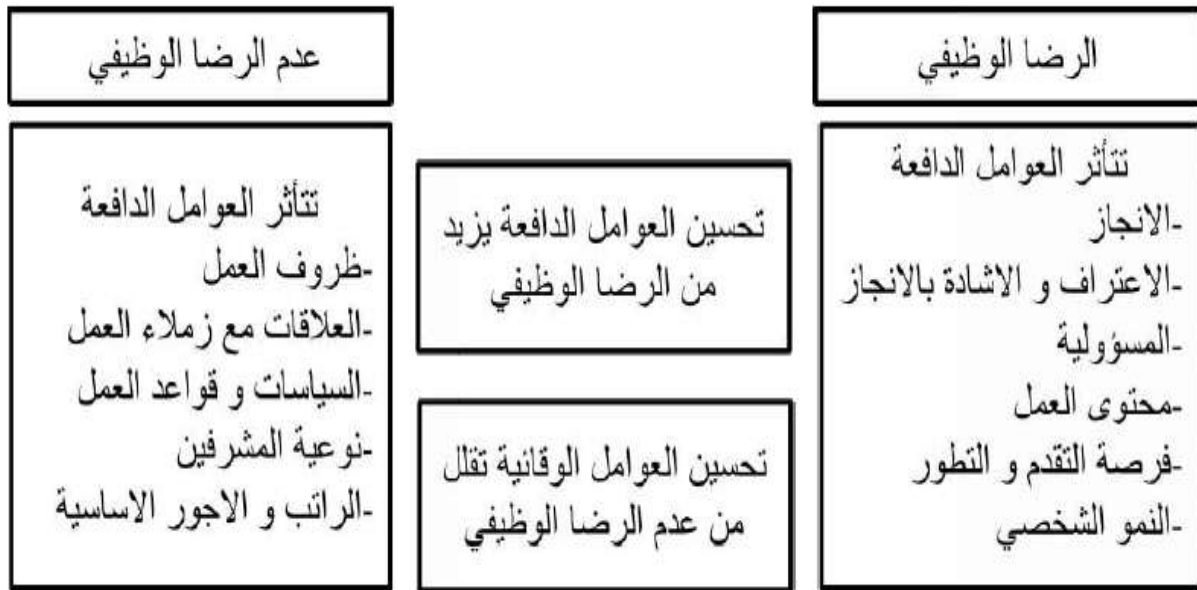 الرضا الوظيفي
تتأثر العوامل الدافعة
-الانجاز
-الاعتراف و الاشادة بالانجاز
-المسؤولية
-محتوى العمل
-فرصة التقدم و التطور
-النمو الشخصي
تحسين العوامل الدافعة يزيد
من الرضا الوظيفي
تحسين العوامل الوقائية تقلل
من عدم الرضا الوظيفي
عدم الرضا الوظيفي
تتأثر العوامل الدافعة
-ظروف العمل
-العلاقات مع زملاء العمل
-السياسات و قواعد العمل
-نوعية المشرفين
-الراتب و الاجور الاساسية